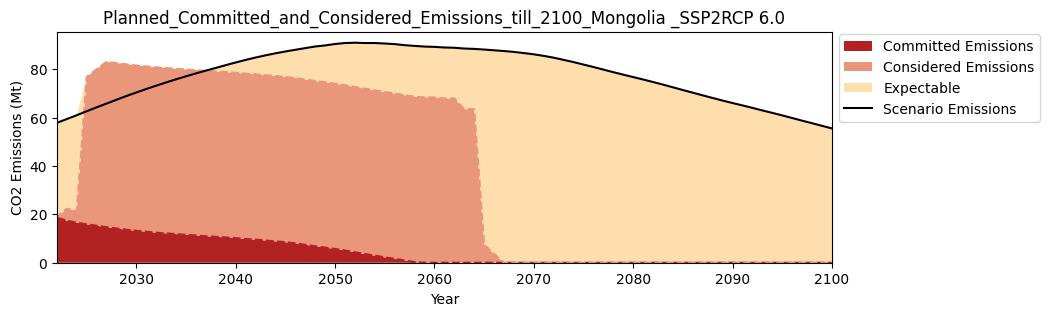 Planned_Committed_and_Considered_Emissions_till_2100_Mongolia _SSP2RCP 6.0
Committed Emissions
Considered Emissions
Expectable
Scenario Emissions
CO2 Emissions (Mt)
80
60
40
20
0
2030
2040
2050
2060
2070
2080
2090
2100
Year